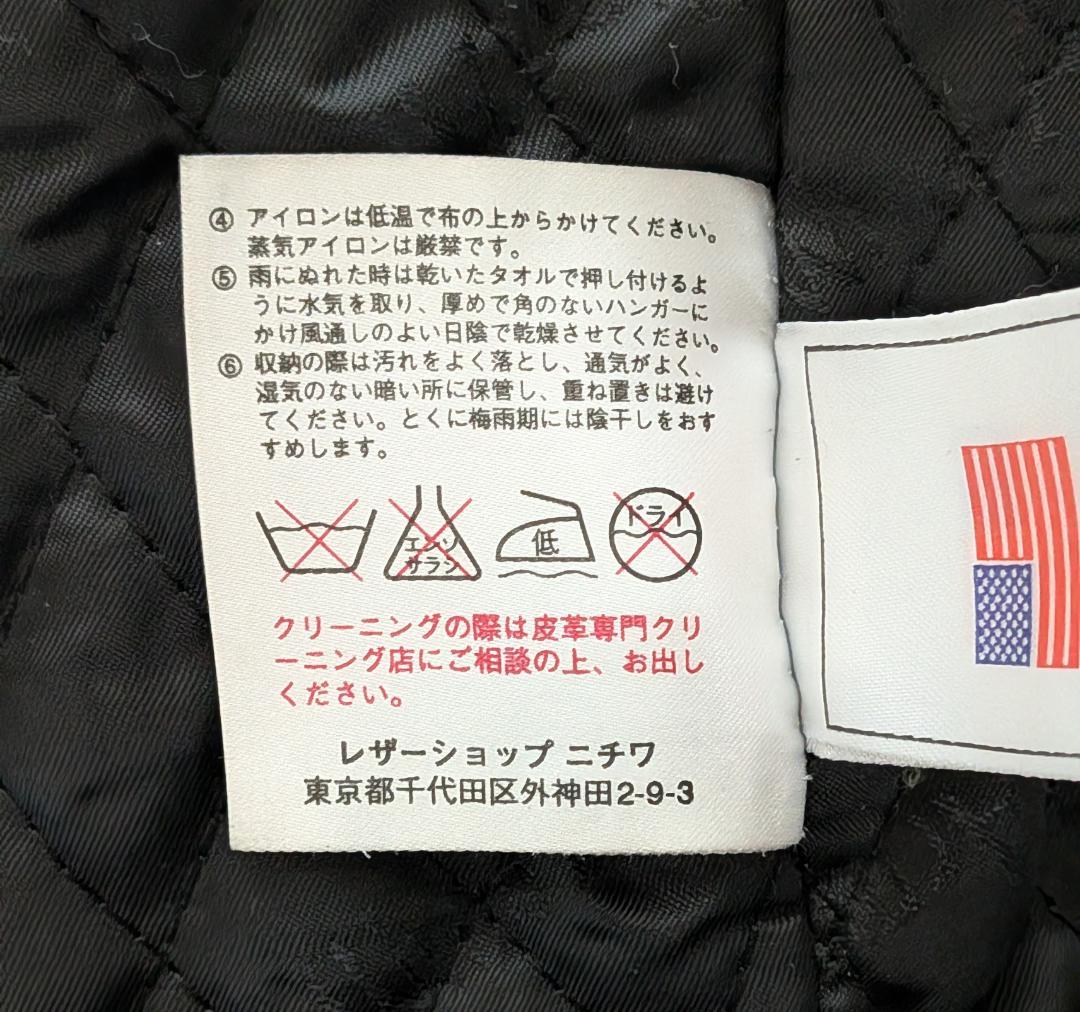 ④ アイロンは低温で布の上からかけてください。
蒸気アイロンは厳禁です。
⑤ 雨にぬれた時は乾いたタオルで押し付けるよ
うに水気を取り、厚めで角のないハンガーに
かけ風通しのよい日陰で乾燥させてください。
⑥ 収納の際は汚れをよく落とし、通気がよく、
湿気のない暗い所に保管し、重ね置きは避け
てください。とくに梅雨期には陰干しをおす
すめします。
エンソ
サラシ
低
ドライ
クリーニングの際は皮革専門クリ
ーニング店にご相談の上、お出し
ください。
レザーショップ ニチワ
東京都千代田区外神田2-9-3